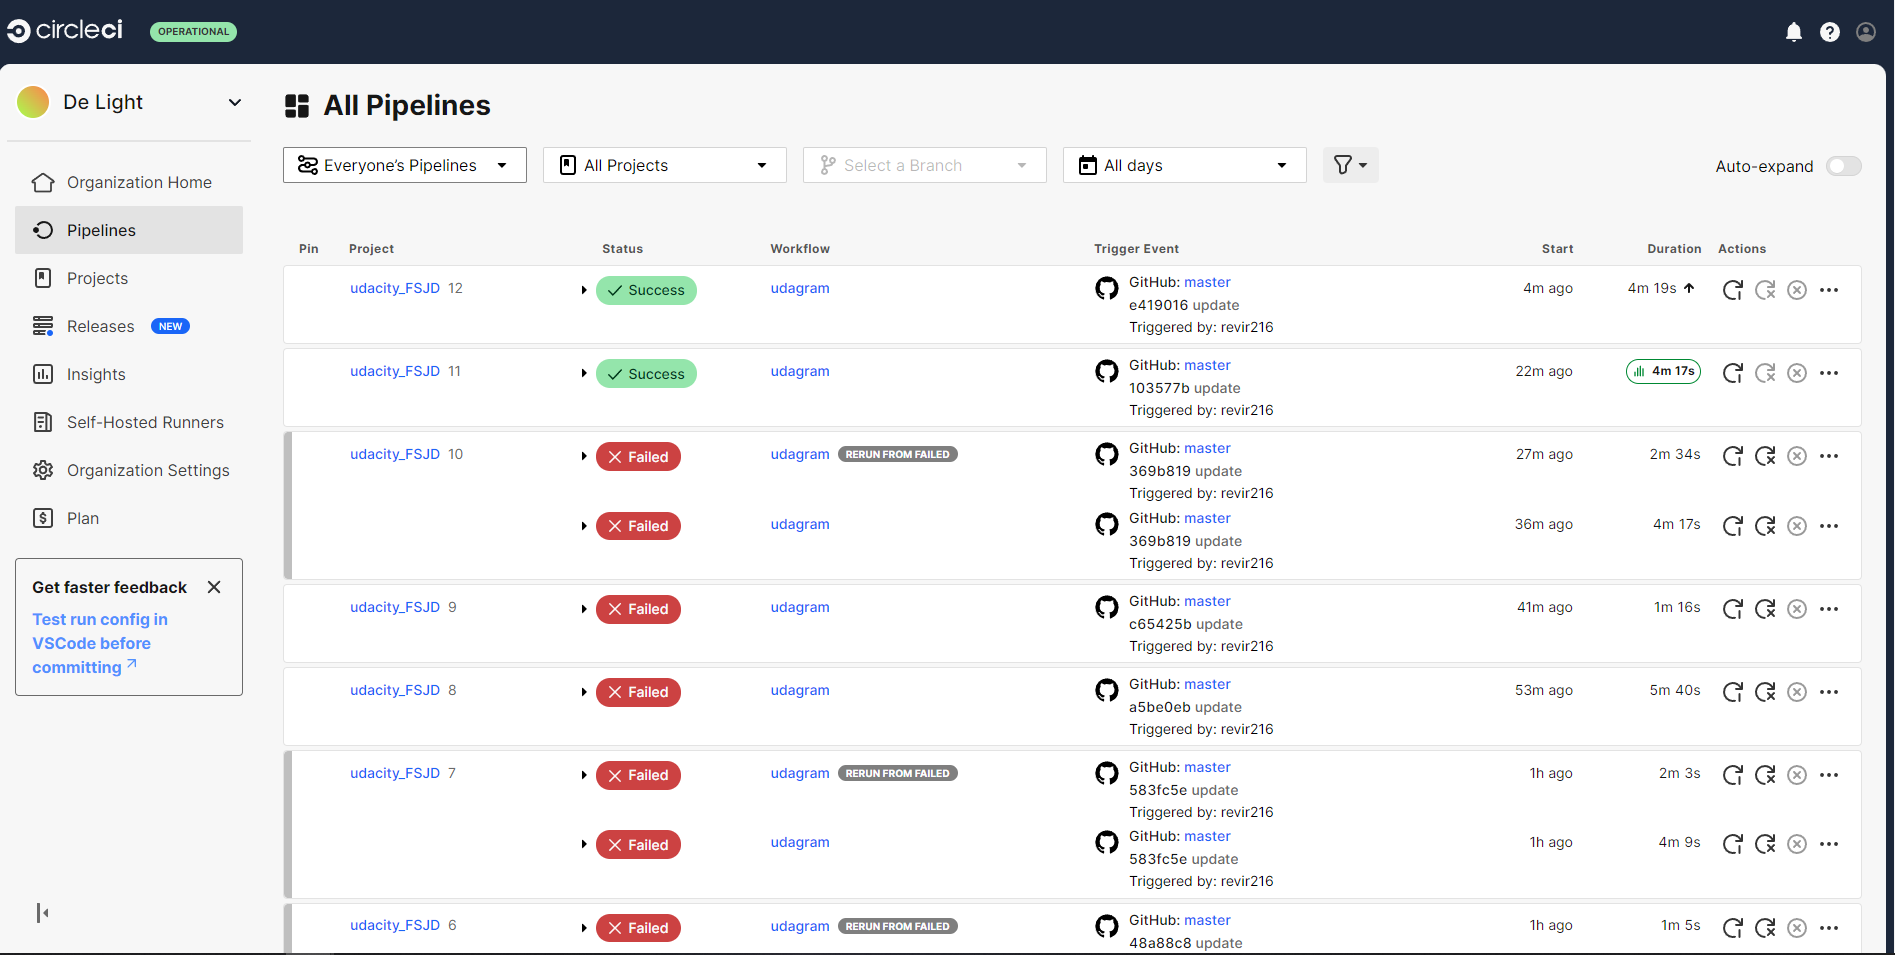 circleci OPERATIONAL
De Light
All Pipelines
Everyone's Pipelines All Projects Select a Branch All days Auto-expand
Organization Home
Pipelines
Projects
Releases NEW
Insights
Self-Hosted Runners
Organization Settings
Plan
Get faster feedback
Test run config in
VSCode before
committing
Pin Project Status Workflow Trigger Event Start Duration Actions
udacity_FSJD 12 Success udagram GitHub: master 4m ago 4m 19s
e419016 update
Triggered by: revir216
udacity_FSJD 11 Success udagram GitHub: master 22m ago 4m 17s
103577b update
Triggered by: revir216
udacity_FSJD 10 Failed udagram RERUN FROM FAILED GitHub: master 27m ago 2m 34s
369b819 update
Triggered by: revir216
Failed udagram GitHub: master 36m ago 4m 17s
369b819 update
Triggered by: revir216
udacity_FSJD 9 Failed udagram GitHub: master 41m ago 1m 16s
c65425b update
Triggered by: revir216
udacity_FSJD 8 Failed udagram GitHub: master 53m ago 5m 40s
a5be0eb update
Triggered by: revir216
udacity_FSJD 7 Failed udagram RERUN FROM FAILED GitHub: master 1h ago 2m 3s
583fc5e update
Triggered by: revir216
Failed udagram GitHub: master 1h ago 4m 9s
583fc5e update
Triggered by: revir216
udacity_FSJD 6 Failed udagram RERUN FROM FAILED GitHub: master 1h ago 1m 5s
48a88c8 update